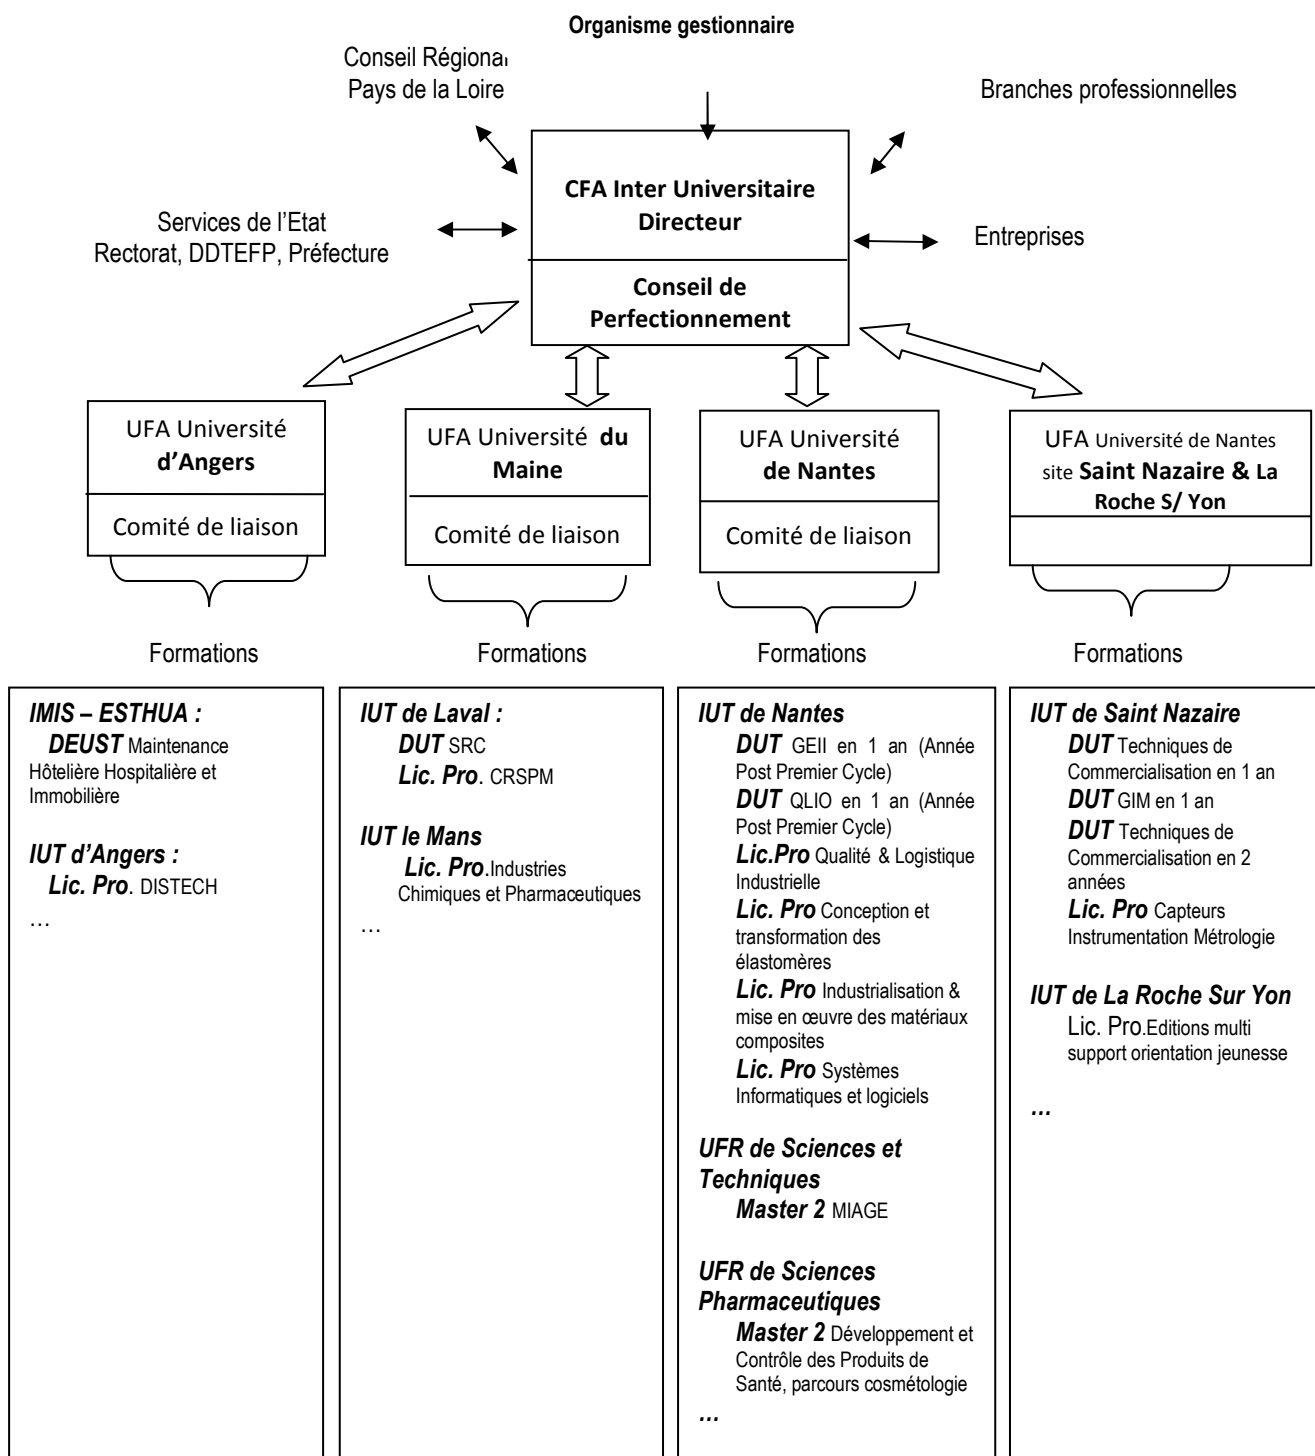 Organisme gestionnaire
Conseil Régional
Pays de la Loire
Branches professionnelles
CFA Inter Universitaire
Directeur
Services de l'Etat
Rectorat, DDTEFP, Préfecture
Entreprises
Conseil de
Perfectionnement
UFA Université
d'Angers
Comité de liaison
UFA Université du
Maine
Comité de liaison
UFA Université
de Nantes
Comité de liaison
UFA Université de Nantes
site Saint Nazaire & La
Roche S/ Yon
Formations
Formations
Formations
Formations
IMIS – ESTHUA :
DEUST Maintenance
Hôtelière Hospitalière et
Immobilière
IUT d'Angers :
Lic. Pro. DISTECH
…
IUT de Laval :
DUT SRC
Lic. Pro. CRSPM
IUT le Mans
Lic. Pro.Industries
Chimiques et Pharmaceutiques
…
IUT de Nantes
DUT GEII en 1 an (Année
Post Premier Cycle)
DUT QLIO en 1 an (Année
Post Premier Cycle)
Lic.Pro Qualité & Logistique
Industrielle
Lic. Pro Conception et
transformation des
élastomères
Lic. Pro Industrialisation &
mise en œuvre des matériaux
composites
Lic. Pro Systèmes
Informatiques et logiciels
UFR de Sciences et
Techniques
Master 2 MIAGE
UFR de Sciences
Pharmaceutiques
Master 2 Développement et
Contrôle des Produits de
Santé, parcours cosmétologie
…
IUT de Saint Nazaire
DUT Techniques de
Commercialisation en 1 an
DUT GIM en 1 an
DUT Techniques de
Commercialisation en 2
années
Lic. Pro Capteurs
Instrumentation Métrologie
IUT de La Roche Sur Yon
Lic. Pro.Editions multi
support orientation jeunesse
…